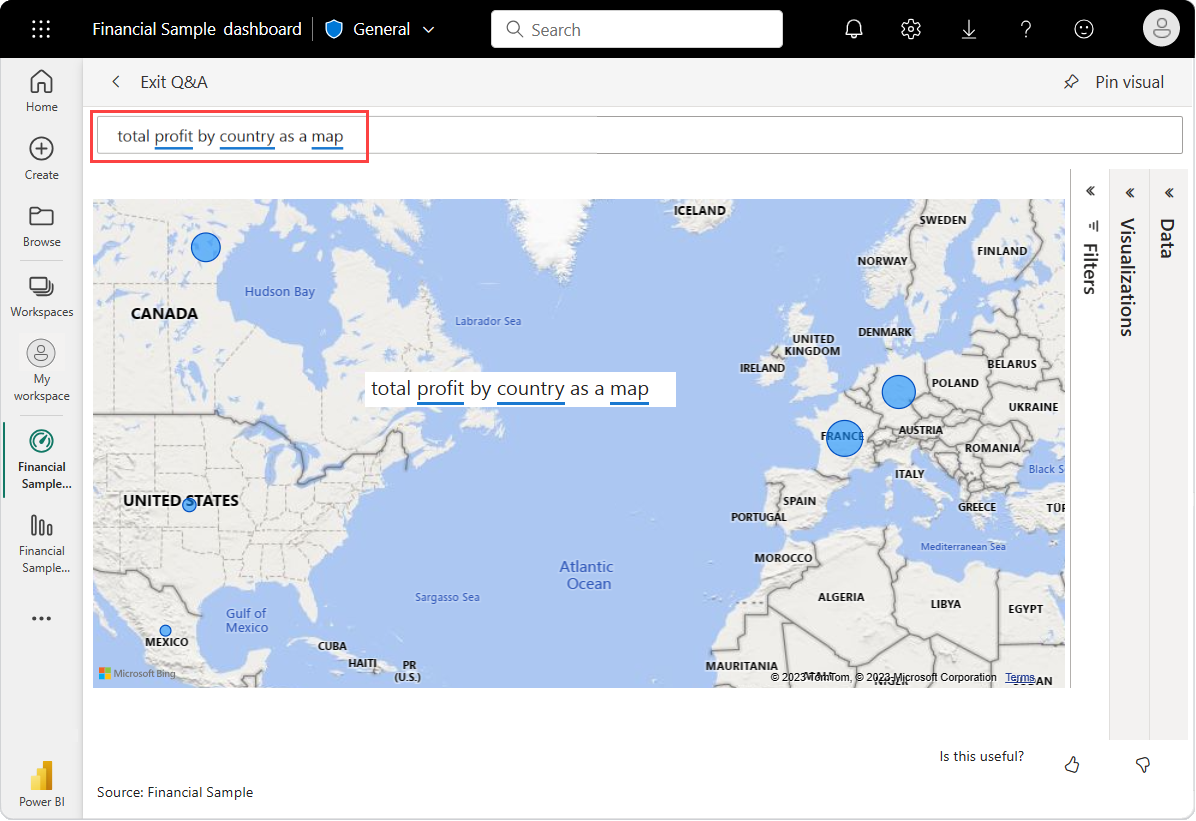 Financial Sample dashboard
General
Search
Home
Create
Browse
Workspaces
My
workspace
Financial
Sample...
Financial
Sample...
Power BI
Exit Q&A
Pin visual
total profit by country as a map
ICELAND
SWEDEN
NORWAY
FINLAND
Hudson Bay
CANADA
Labrador Sea
DENMARK
UNITED
KINGDOM
IRELAND
BELARUS
POLAND
total profit by country as a map
UKRAINE
FRANCE
AUSTRIA
ROMANIA
ITALY
Black S
UNITED STATES
SPAIN
PORTUGAL
GREECE
TÜR
Mediterranean Sea
MOROCCO
Atlantic
Ocean
Sargasso Sea
ALGERIA
LIBYA
EGYPT
Gulf of
Mexico
MEXICO
CUBA
HAITI
PR
(U.S.)
MAURITANIA
Microsoft Bing
© 2023 TomTom, © 2023 Microsoft Corporation Terms
Filters
Visualizations
Data
Is this useful?
Source: Financial Sample